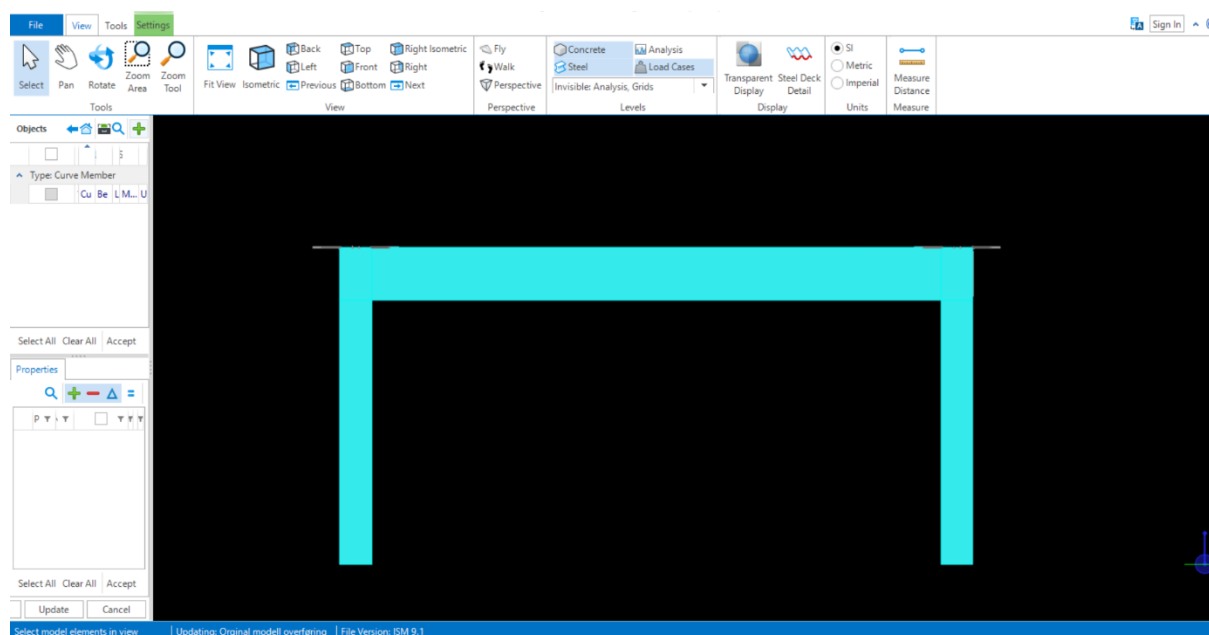 File View Tools Settings
Sign In
Select Pan Rotate Zoom Area Zoom Tool
Tools
Fit View Isometric
Back Top Right Isometric
Left Front Right
Previous Bottom Next
View
Fly
Walk
Perspective
Perspective
Concrete Analysis
Steel Load Cases
Invisible: Analysis, Grids
Levels
Transparent Display Steel Deck Detail
Display
SI
Metric
Imperial
Units
Measure Distance
Measure
Objects
Type: Curve Member
Cu Be L M... U
Select All Clear All Accept
Properties
P
Select All Clear All Accept
Update Cancel
Select model elements in view Updating: Orginal modell overføring File Version: ISM 9.1